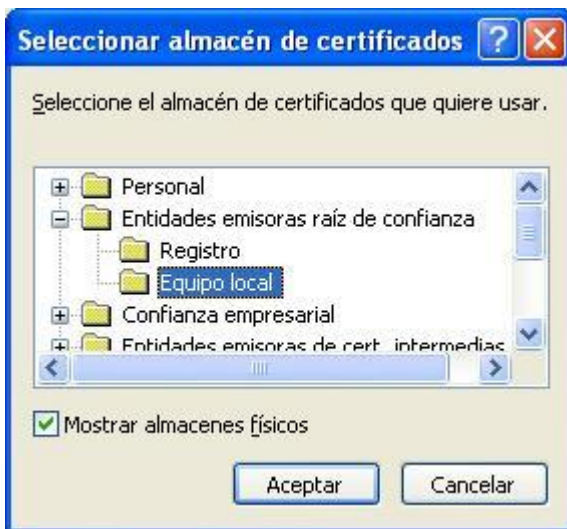 Seleccionar almacén de certificados
Seleccione el almacén de certificados que quiere usar.
Personal
Entidades emisoras raíz de confianza
Registro
Equipo local
Confianza empresarial
Entidades emisoras de cert. intermedias
Mostrar almacenes físicos
Aceptar Cancelar